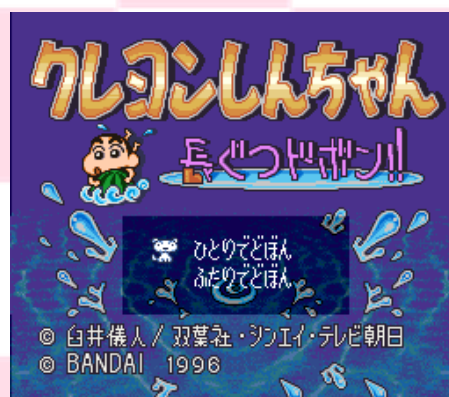 クレヨンしんちゃん
長ぐつドボン!!
ひとりでどぼん
ふたりでどぼん
© 臼井儀人/双葉社・シンエイ・テレビ朝日
© BANDAI 1996